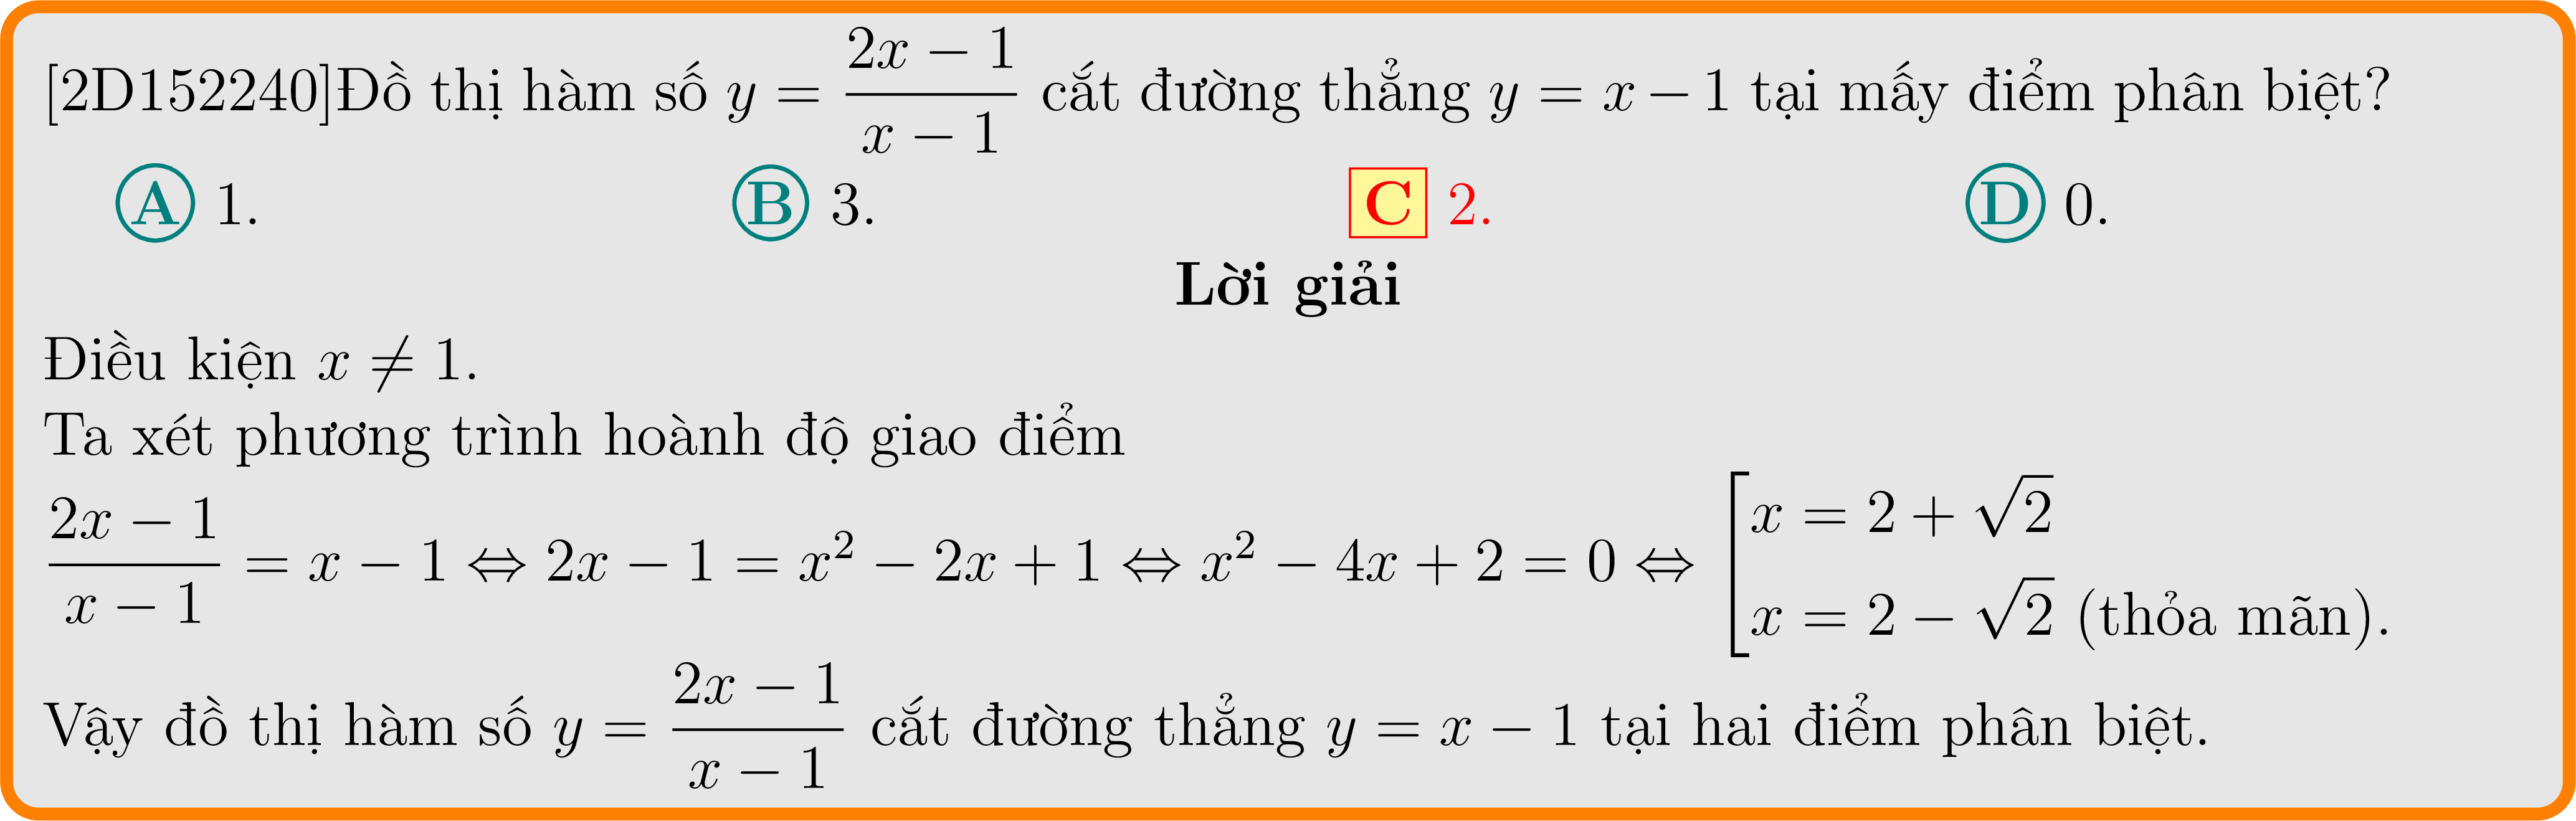 [2D152240]Đồ thị hàm số $y = \dfrac{2x-1}{x-1}$ cắt đường thẳng $y = x - 1$ tại mấy điểm phân biệt?
A 1. B 3. C 2. D 0.
Lời giải
Điều kiện $x \neq 1$.
Ta xét phương trình hoành độ giao điểm
$\dfrac{2x-1}{x-1} = x - 1 \Leftrightarrow 2x - 1 = x^2 - 2x + 1 \Leftrightarrow x^2 - 4x + 2 = 0 \Leftrightarrow \left[\begin{array}{l} x = 2 + \sqrt{2} \\ x = 2 - \sqrt{2} \text{ (thỏa mãn).} \end{array}\right.$
Vậy đồ thị hàm số $y = \dfrac{2x-1}{x-1}$ cắt đường thẳng $y = x - 1$ tại hai điểm phân biệt.